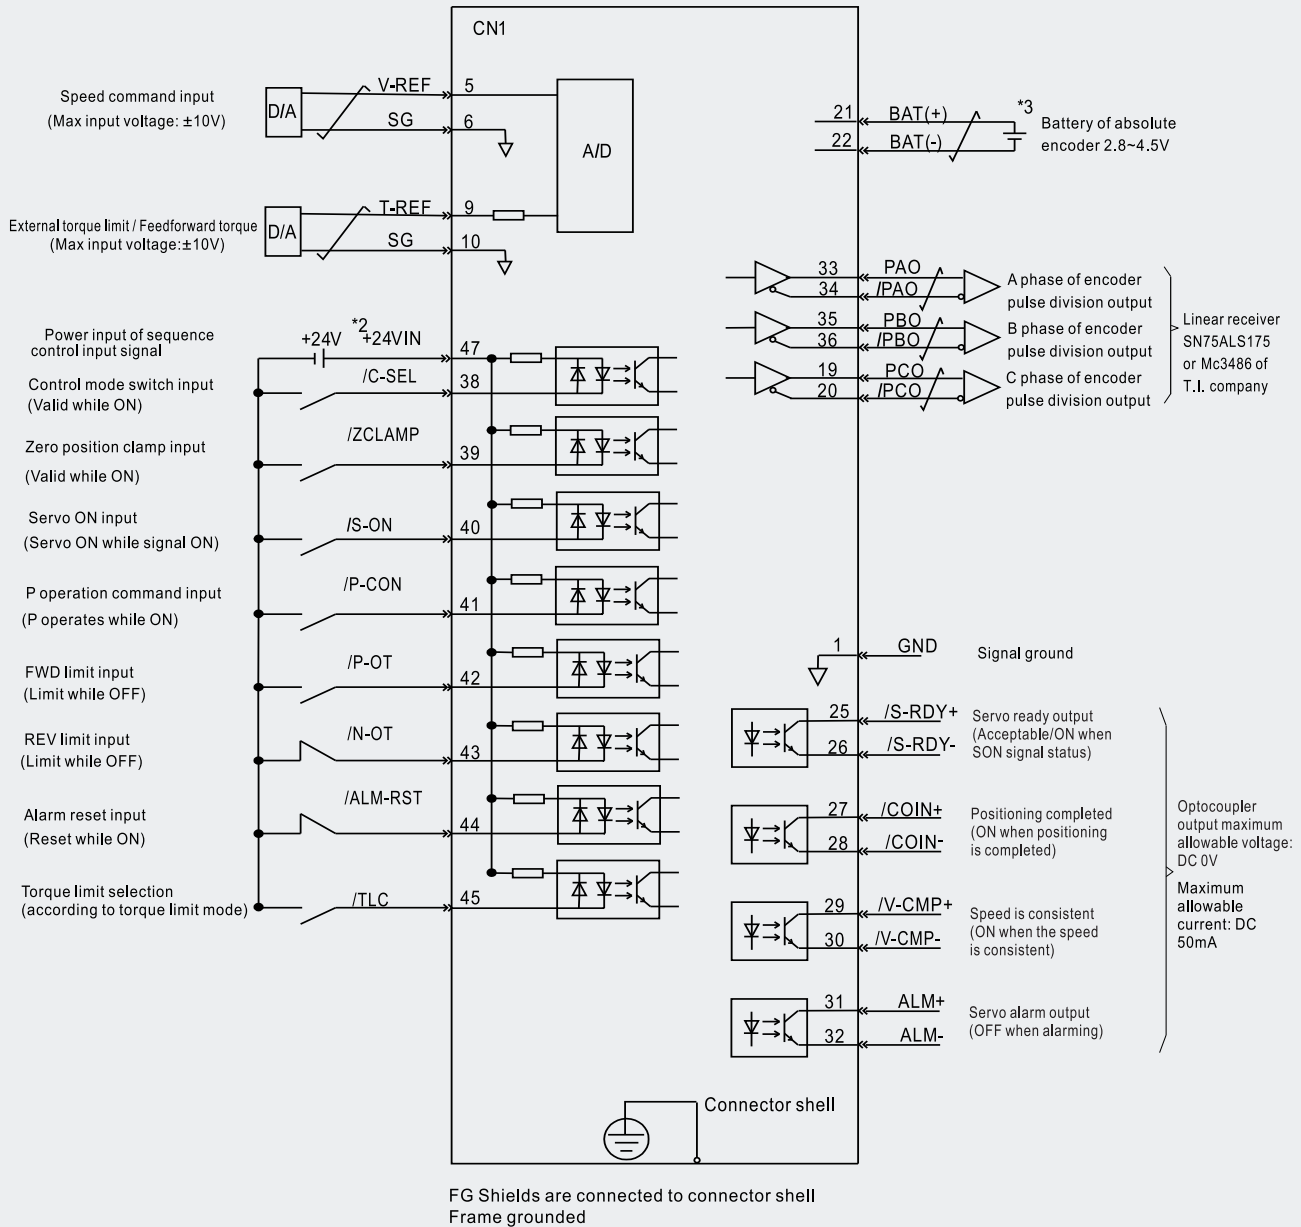 CN1
Speed command input
(Max input voltage: ±10V)
D/A
V-REF
5
SG
6
A/D
External torque limit / Feedforward torque
(Max input voltage:±10V)
D/A
T-REF
9
SG
10
Power input of sequence
control input signal
+24V
*2
+24VIN
47
Control mode switch input
(Valid while ON)
/C-SEL
38
Zero position clamp input
(Valid while ON)
/ZCLAMP
39
Servo ON input
(Servo ON while signal ON)
/S-ON
40
P operation command input
(P operates while ON)
/P-CON
41
FWD limit input
(Limit while OFF)
/P-OT
42
REV limit input
(Limit while OFF)
/N-OT
43
Alarm reset input
(Reset while ON)
/ALM-RST
44
Torque limit selection
(according to torque limit mode)
/TLC
45
21
BAT(+)
22
BAT(-)
*3
Battery of absolute
encoder 2.8~4.5V
33
PAO
34
/PAO
A phase of encoder
pulse division output
35
PBO
36
/PBO
B phase of encoder
pulse division output
19
PCO
20
/PCO
C phase of encoder
pulse division output
Linear receiver
SN75ALS175
or Mc3486 of
T.I. company
1
GND
Signal ground
25
/S-RDY+
26
/S-RDY-
Servo ready output
(Acceptable/ON when
SON signal status)
27
/COIN+
28
/COIN-
Positioning completed
(ON when positioning
is completed)
29
/V-CMP+
30
/V-CMP-
Speed is consistent
(ON when the speed
is consistent)
31
ALM+
32
ALM-
Servo alarm output
(OFF when alarming)
Optocoupler
output maximum
allowable voltage:
DC 0V
Maximum
allowable
current: DC
50mA
Connector shell
FG Shields are connected to connector shell
Frame grounded